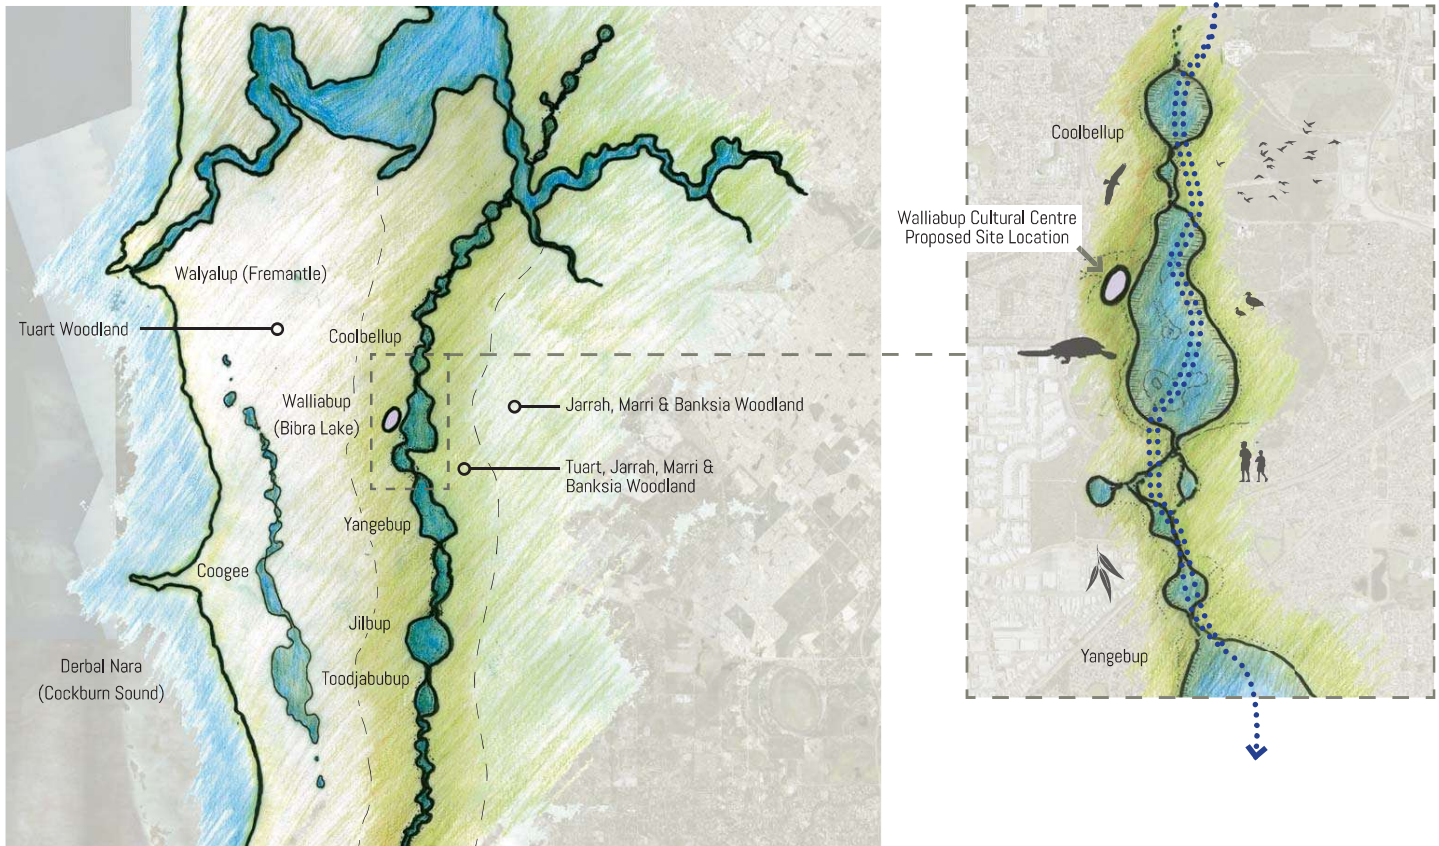 Walyalup (Fremantle)
Tuart Woodland
Coolbellup
Walliabup
(Bibra Lake)
Jarrah, Marri & Banksia Woodland
Tuart, Jarrah, Marri &
Banksia Woodland
Yangebup
Coogee
Jilbup
Toodjabubup
Derbal Nara
(Cockburn Sound)
Coolbellup
Walliabup Cultural Centre
Proposed Site Location
Yangebup